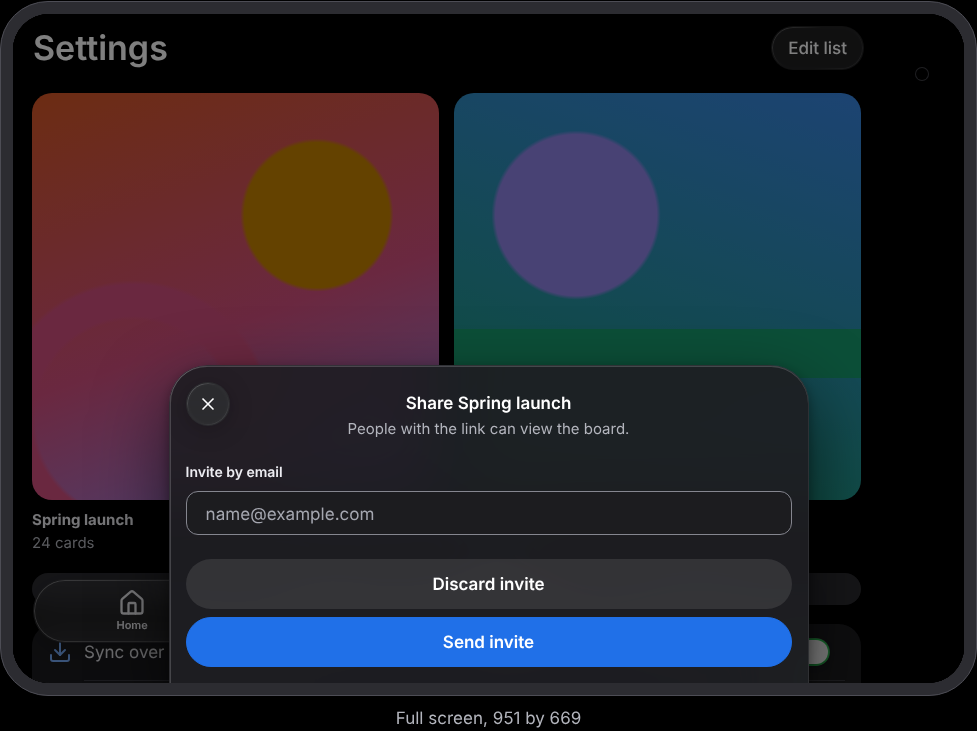 Settings
Edit list
Share Spring launch
People with the link can view the board.
Invite by email
name@example.com
Spring launch
24 cards
Discard invite
Home
Send invite
Sync over
Full screen, 951 by 669